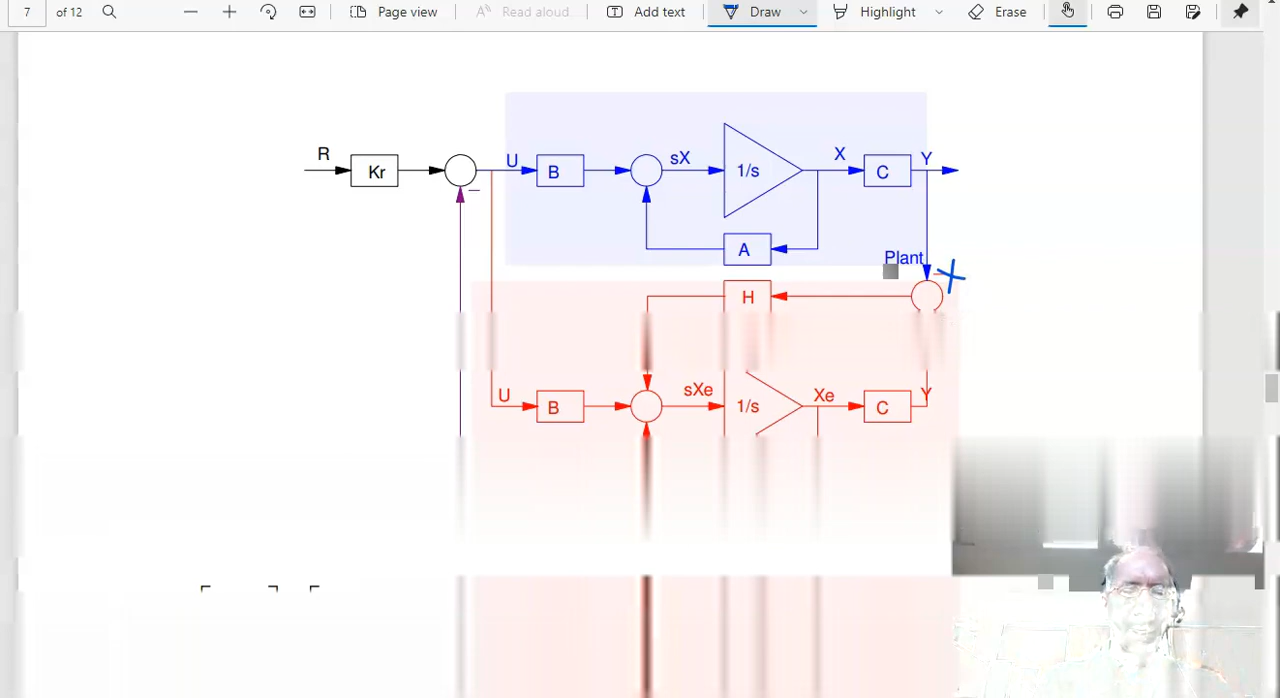 7 of 12 Page view Read aloud Add text Draw Highlight Erase
R Kr U B sX 1/s X C Y
A
Plant
H
U B sXe 1/s Xe C Y